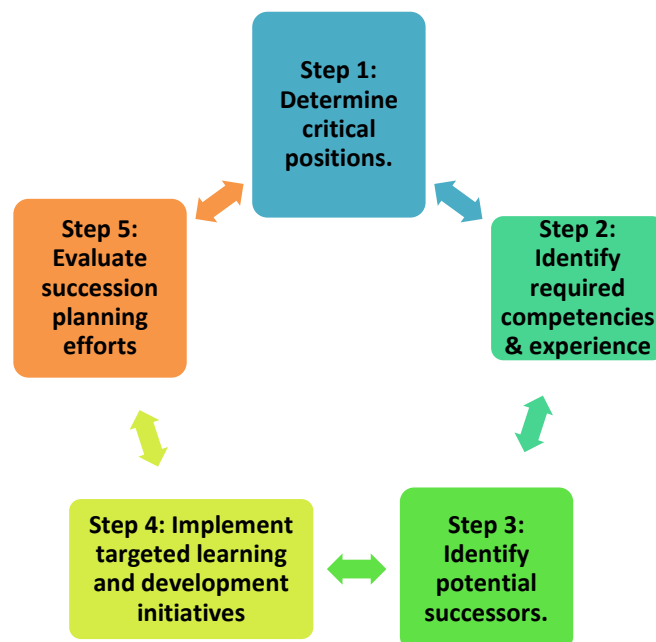 Step 1:
Determine
critical
positions.
Step 2:
Identify
required
competencies
& experience
Step 3:
Identify
potential
successors.
Step 4: Implement
targeted learning
and development
initiatives
Step 5:
Evaluate
succession
planning
efforts